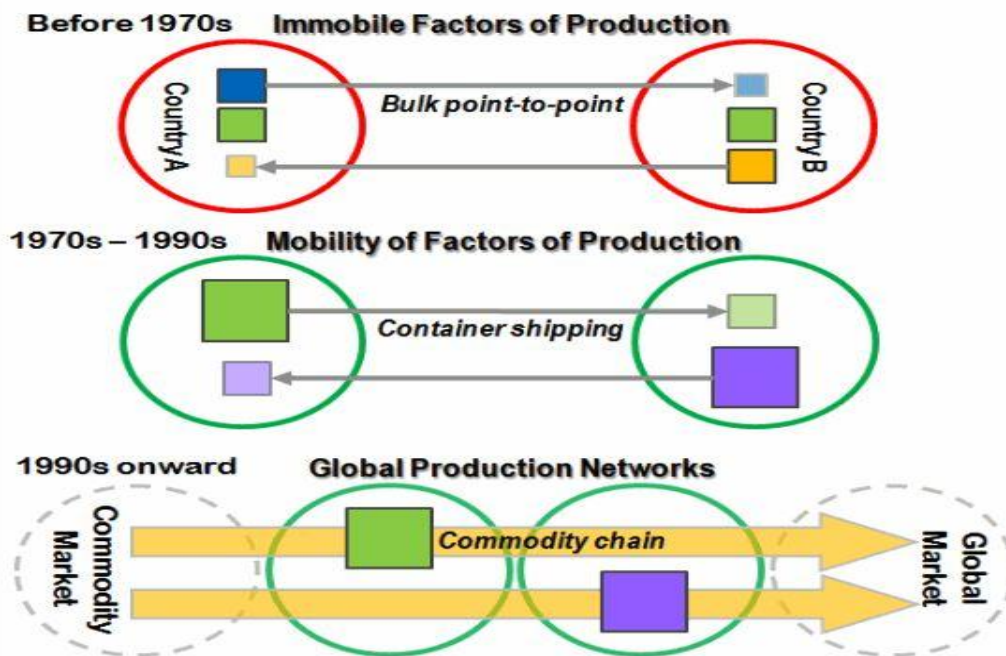 Before 1970s Immobile Factors of Production
Country A
Bulk point-to-point
Country B
1970s – 1990s Mobility of Factors of Production
Container shipping
1990s onward Global Production Networks
Commodity
Market
Commodity chain
Global
Market